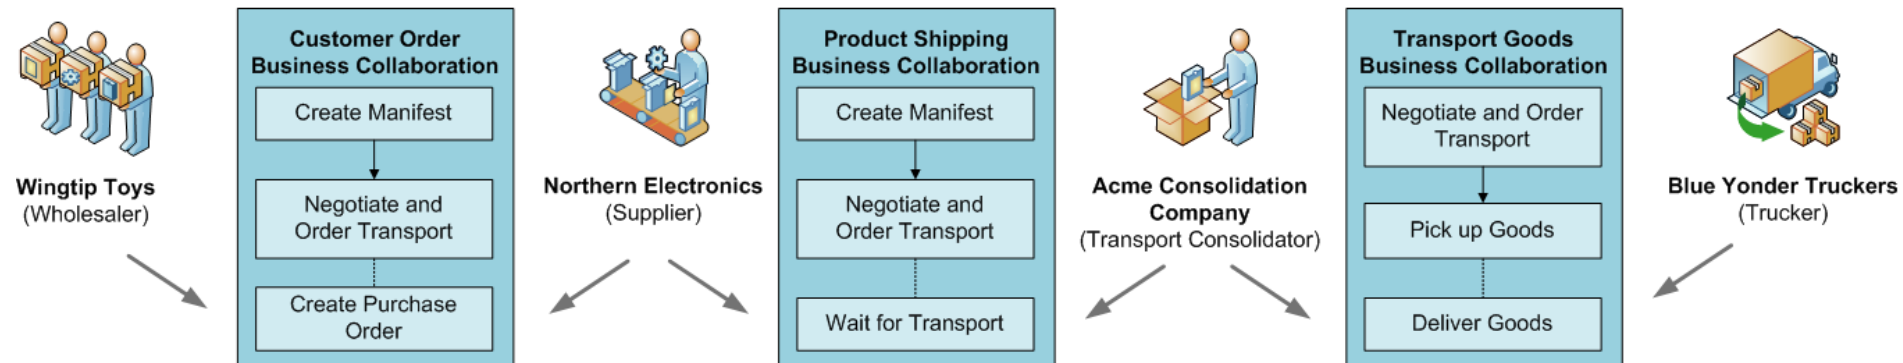 Wingtip Toys
(Wholesaler)
Customer Order
Business Collaboration
Create Manifest
Negotiate and
Order Transport
Create Purchase
Order
Northern Electronics
(Supplier)
Product Shipping
Business Collaboration
Create Manifest
Negotiate and
Order Transport
Wait for Transport
Acme Consolidation
Company
(Transport Consolidator)
Transport Goods
Business Collaboration
Negotiate and Order
Transport
Pick up Goods
Deliver Goods
Blue Yonder Truckers
(Trucker)